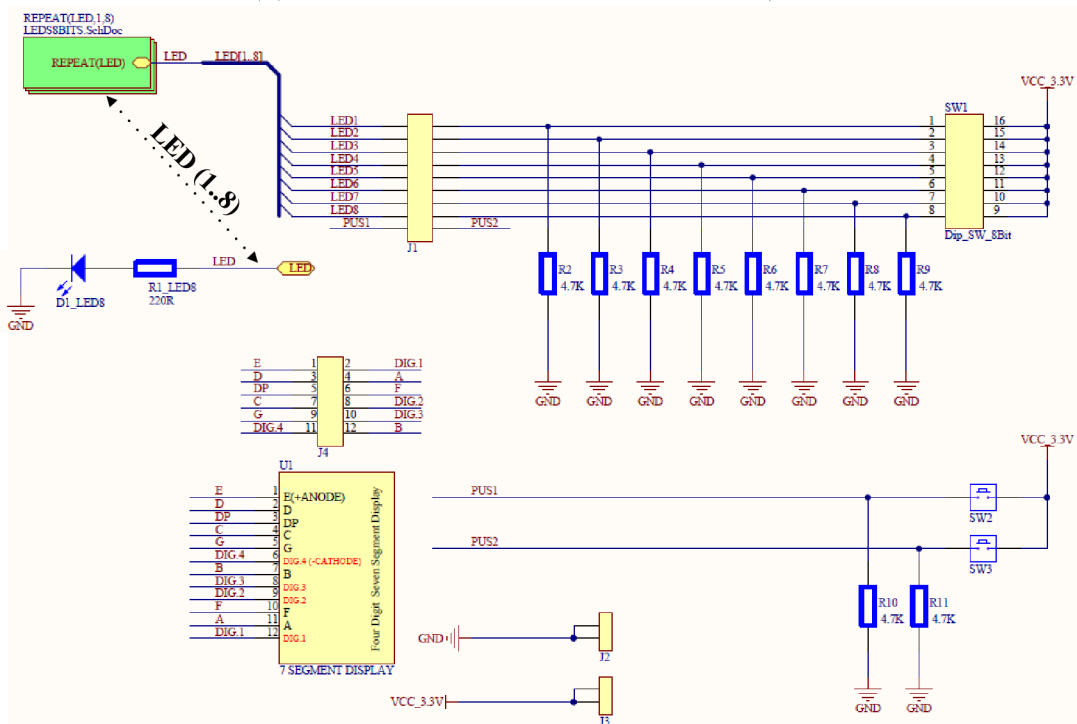 REPEAT(LED,1,8)
LEDS8BITS.SchDoc
REPEAT(LED)
LED
LED[1..8]
LED (1..8)
VCC_3.3V
SW1
LED1
LED2
LED3
LED4
LED5
LED6
LED7
LED8
PUS1
PUS2
J1
1 16
2 15
3 14
4 13
5 12
6 11
7 10
8 9
Dip_SW_8Bit
LED
LED
R1_LED8
220R
D1_LED8
GND
R2
4.7K
R3
4.7K
R4
4.7K
R5
4.7K
R6
4.7K
R7
4.7K
R8
4.7K
R9
4.7K
GND
GND
GND
GND
GND
GND
GND
GND
E 1 2 DIG.1
D 3 4 A
DP 5 6 F
C 7 8 DIG.2
G 9 10 DIG.3
DIG.4 11 12 B
J4
U1
E 1 E(+ANODE)
D 2 D
DP 3 DP
C 4 C
G 5 G
DIG.4 6 DIG.4 (-CATHODE)
B 7 B
DIG.3 8 DIG.3
DIG.2 9 DIG.2
F 10 F
A 11 A
DIG.1 12 DIG.1
Four Digit Seven Segment Display
7 SEGMENT DISPLAY
VCC_3.3V
PUS1
SW2
PUS2
SW3
R10
4.7K
R11
4.7K
GND
GND
GND
J2
VCC_3.3V
J3